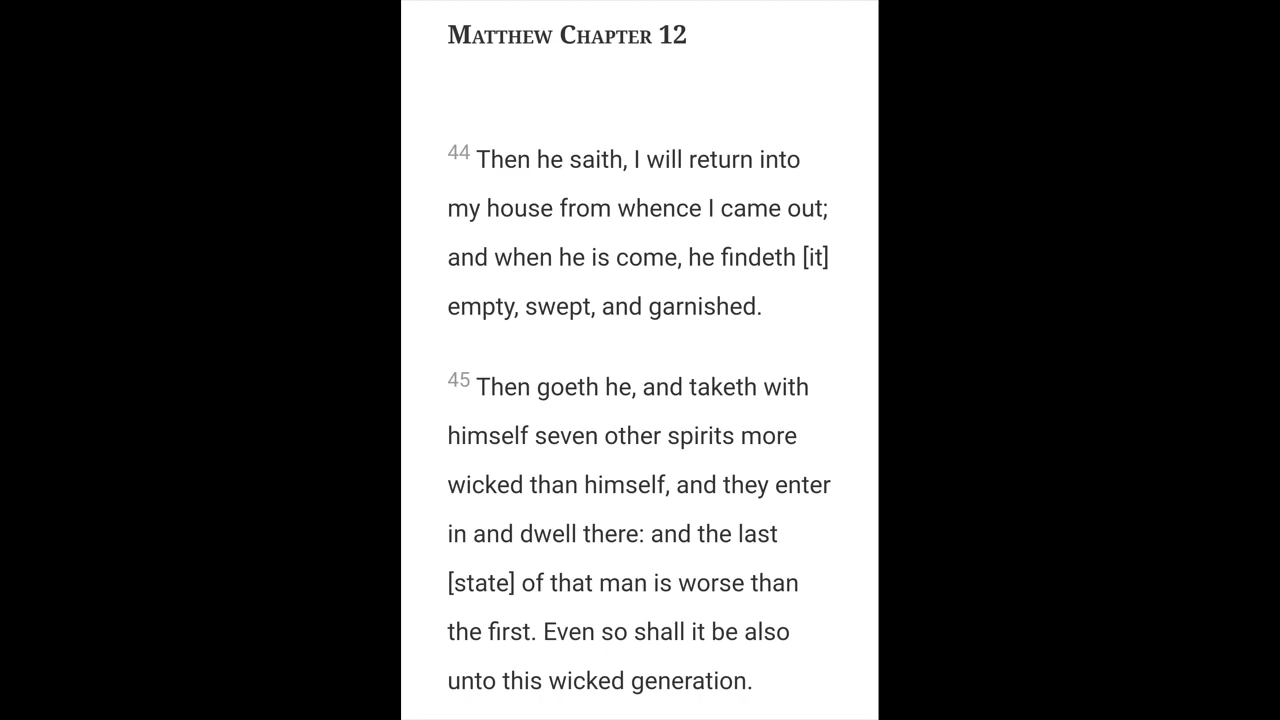 Matthew Chapter 12
44 Then he saith, I will return into
my house from whence I came out;
and when he is come, he findeth [it]
empty, swept, and garnished.
45 Then goeth he, and taketh with
himself seven other spirits more
wicked than himself, and they enter
in and dwell there: and the last
[state] of that man is worse than
the first. Even so shall it be also
unto this wicked generation.